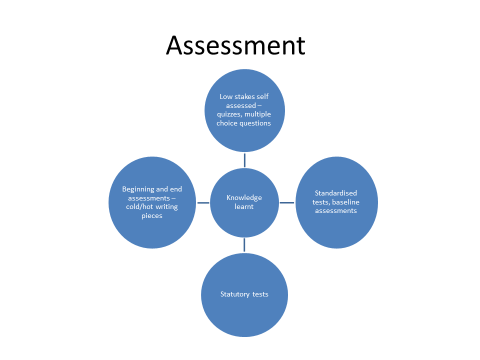 Assessment
Low stakes self
assessed –
quizzes, multiple
choice questions
Beginning and end
assessments –
cold/hot writing
pieces
Knowledge
learnt
Standardised
tests, baseline
assessments
Statutory tests